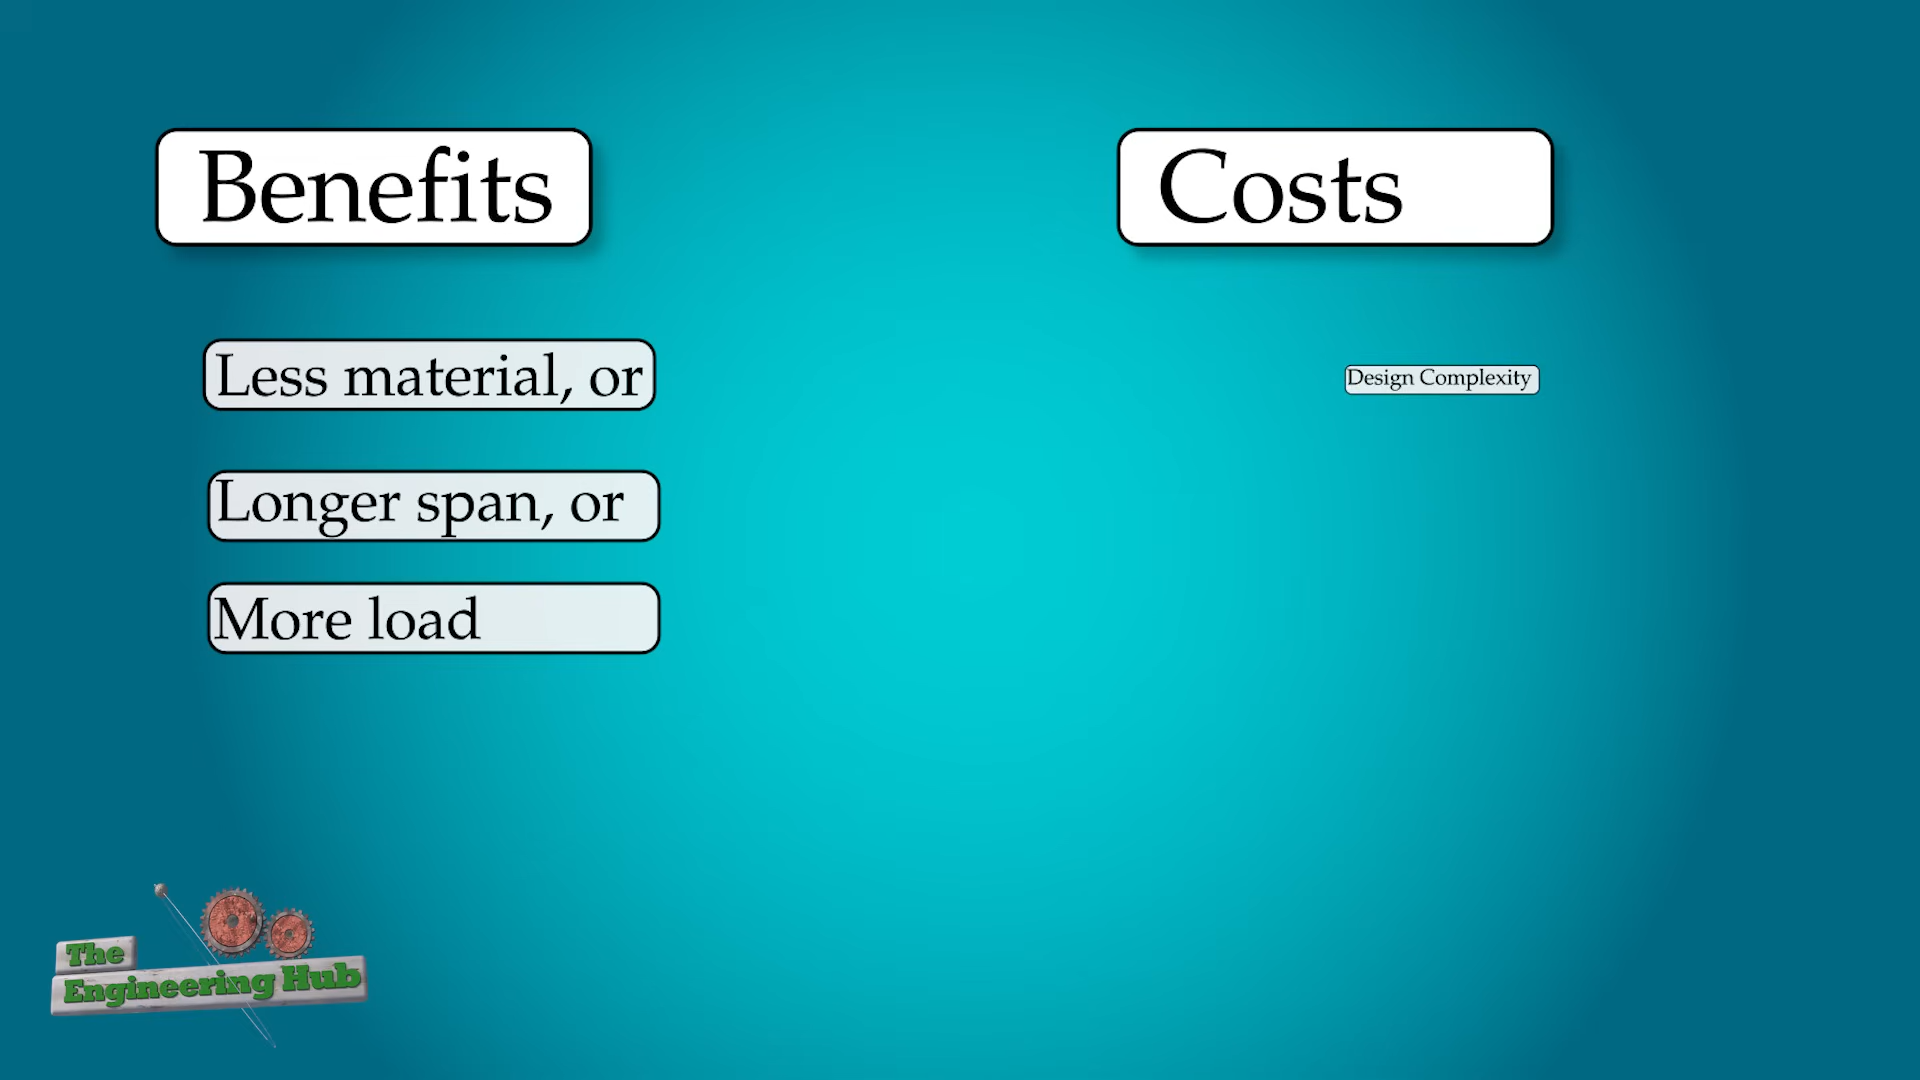 Benefits
Costs
Less material, or
Design Complexity
Longer span, or
More load
The
Engineering Hub